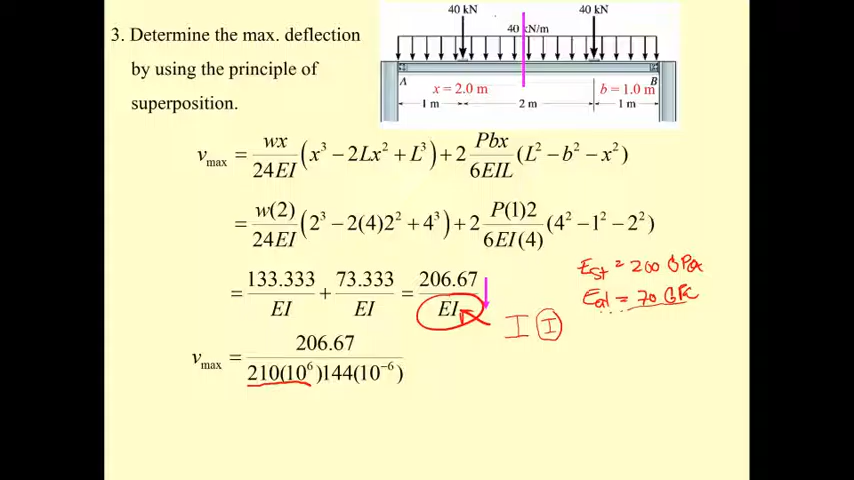 3. Determine the max. deflection
by using the principle of
superposition.
40 kN 40 kN
40 kN/m
A B
x = 2.0 m b = 1.0 m
1 m 2 m 1 m
v_max = wx/24EI (x³ − 2Lx² + L³) + 2 Pbx/6EIL (L² − b² − x²)
= w(2)/24EI (2³ − 2(4)2² + 4³) + 2 P(1)2/6EI(4) (4² − 1² − 2²)
= 133.333/EI + 73.333/EI = 206.67/EI
E_st = 200 GPa
E_al = 70 GPa
I I
v_max = 206.67/210(10⁶)144(10⁻⁶)